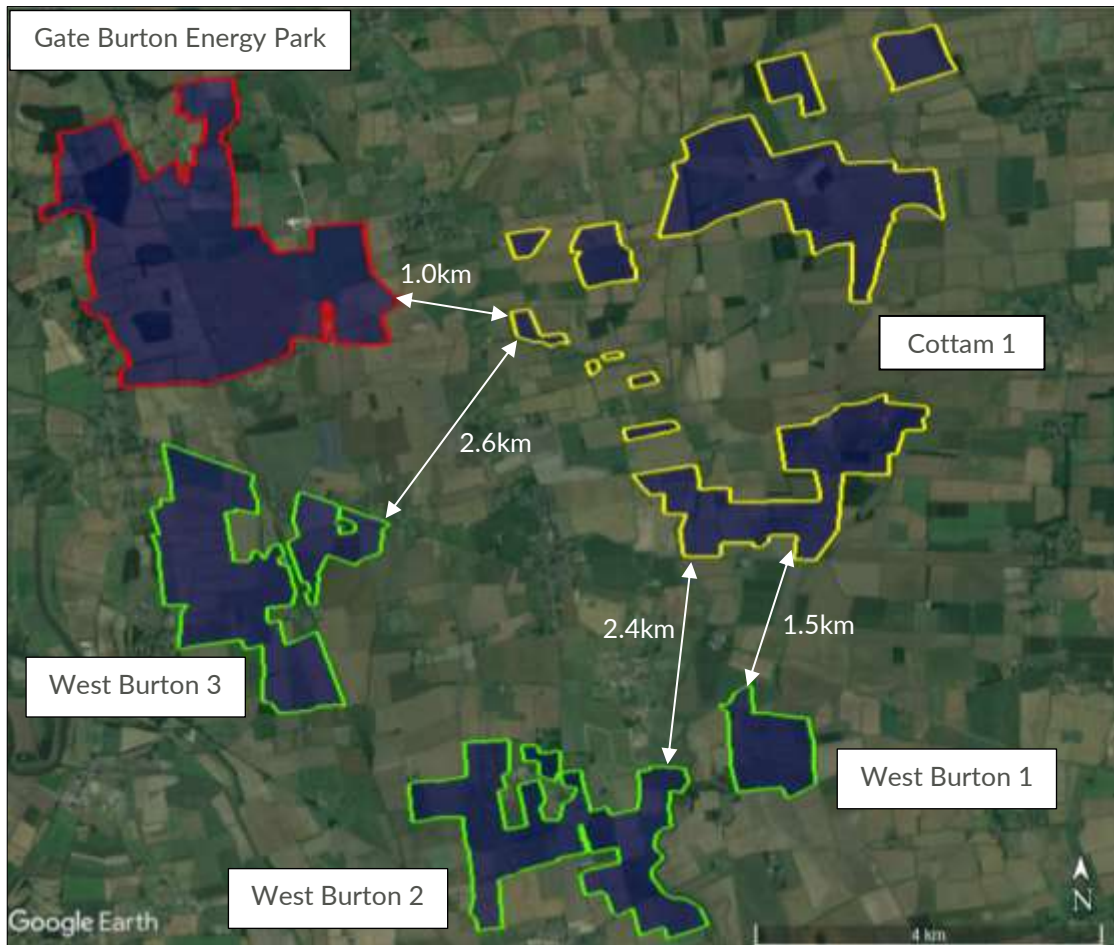 Gate Burton Energy Park
1.0km
Cottam 1
2.6km
2.4km
1.5km
West Burton 3
West Burton 1
West Burton 2
N
Google Earth
4 km